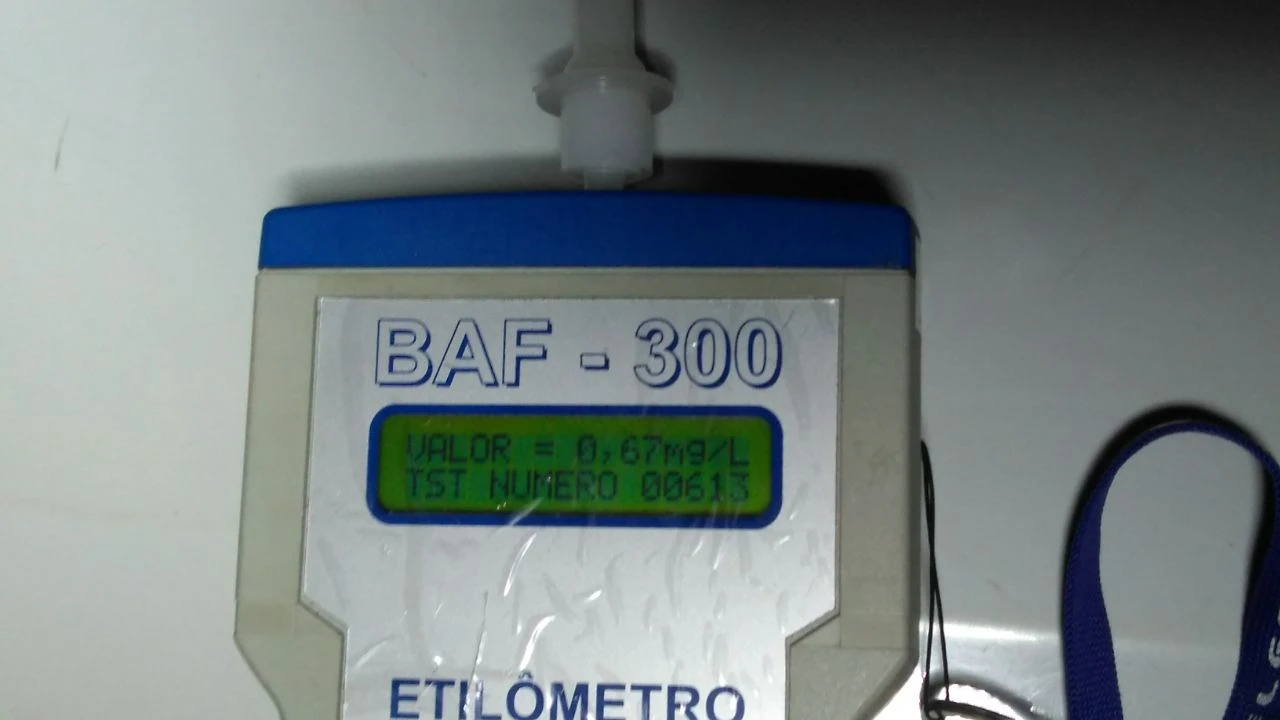 BAF - 300
VALOR = 0,67mg/L
TST NUMERO 00613
ETILÔMETRO